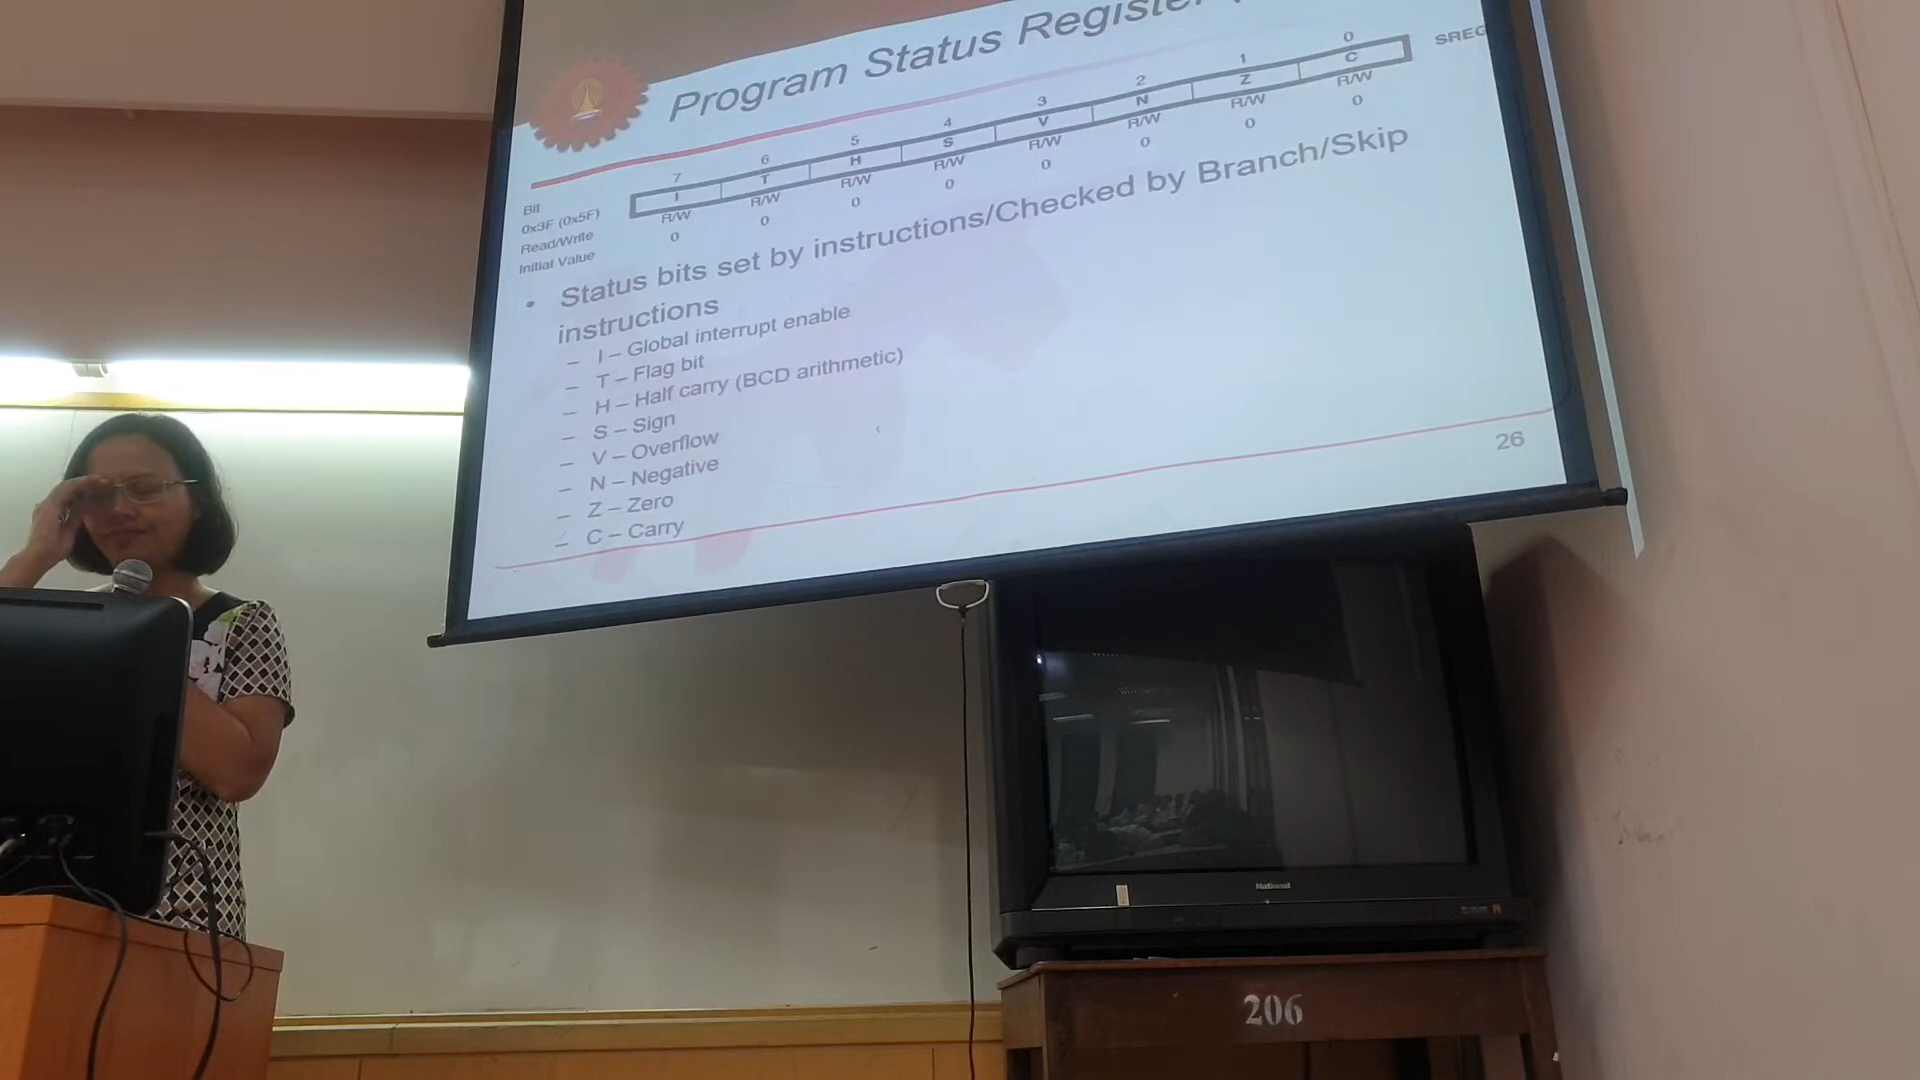 Program Status Register
7 6 5 4 3 2 1 0
Bit
0x3F (0x5F) I T H S V N Z C SREG
Read/Write R/W R/W R/W R/W R/W R/W R/W R/W
Initial Value 0 0 0 0 0 0 0 0
• Status bits set by instructions/Checked by Branch/Skip
instructions
– I – Global interrupt enable
– T – Flag bit
– H – Half carry (BCD arithmetic)
– S – Sign
– V – Overflow
– N – Negative
– Z – Zero
– C – Carry
26
National
206